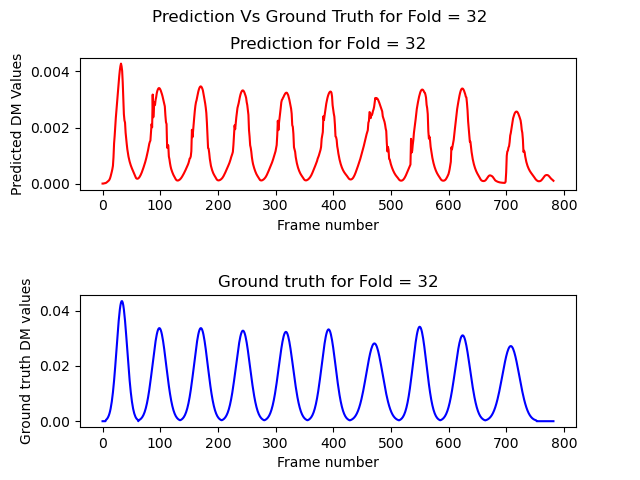 Prediction Vs Ground Truth for Fold = 32
Prediction for Fold = 32
Predicted DM Values
0.004
0.002
0.000
0 100 200 300 400 500 600 700 800
Frame number
Ground truth for Fold = 32
Ground truth DM values
0.04
0.02
0.00
0 100 200 300 400 500 600 700 800
Frame number